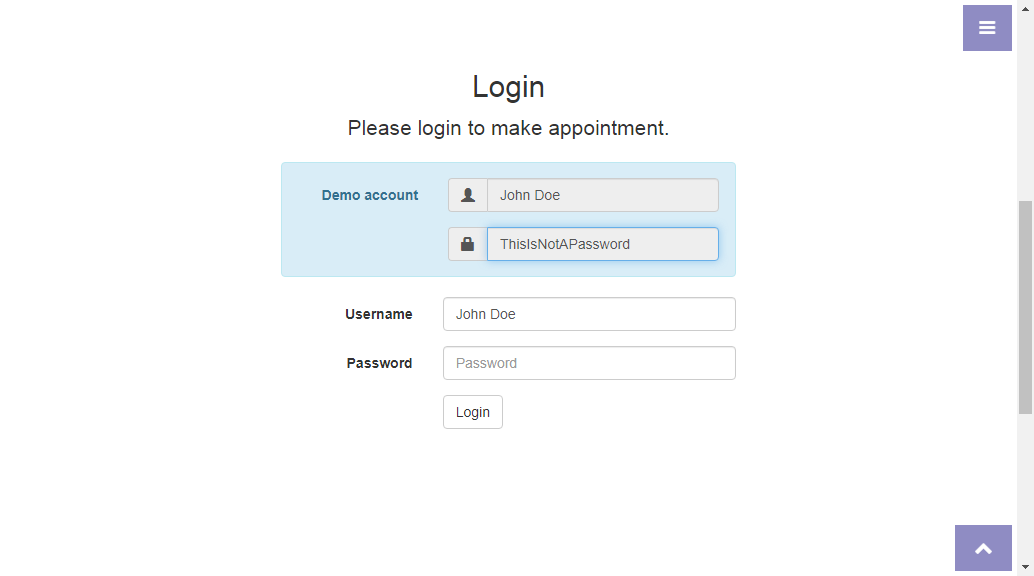 Login
Please login to make appointment.
Demo account John Doe
ThisIsNotAPassword
Username John Doe
Password Password
Login